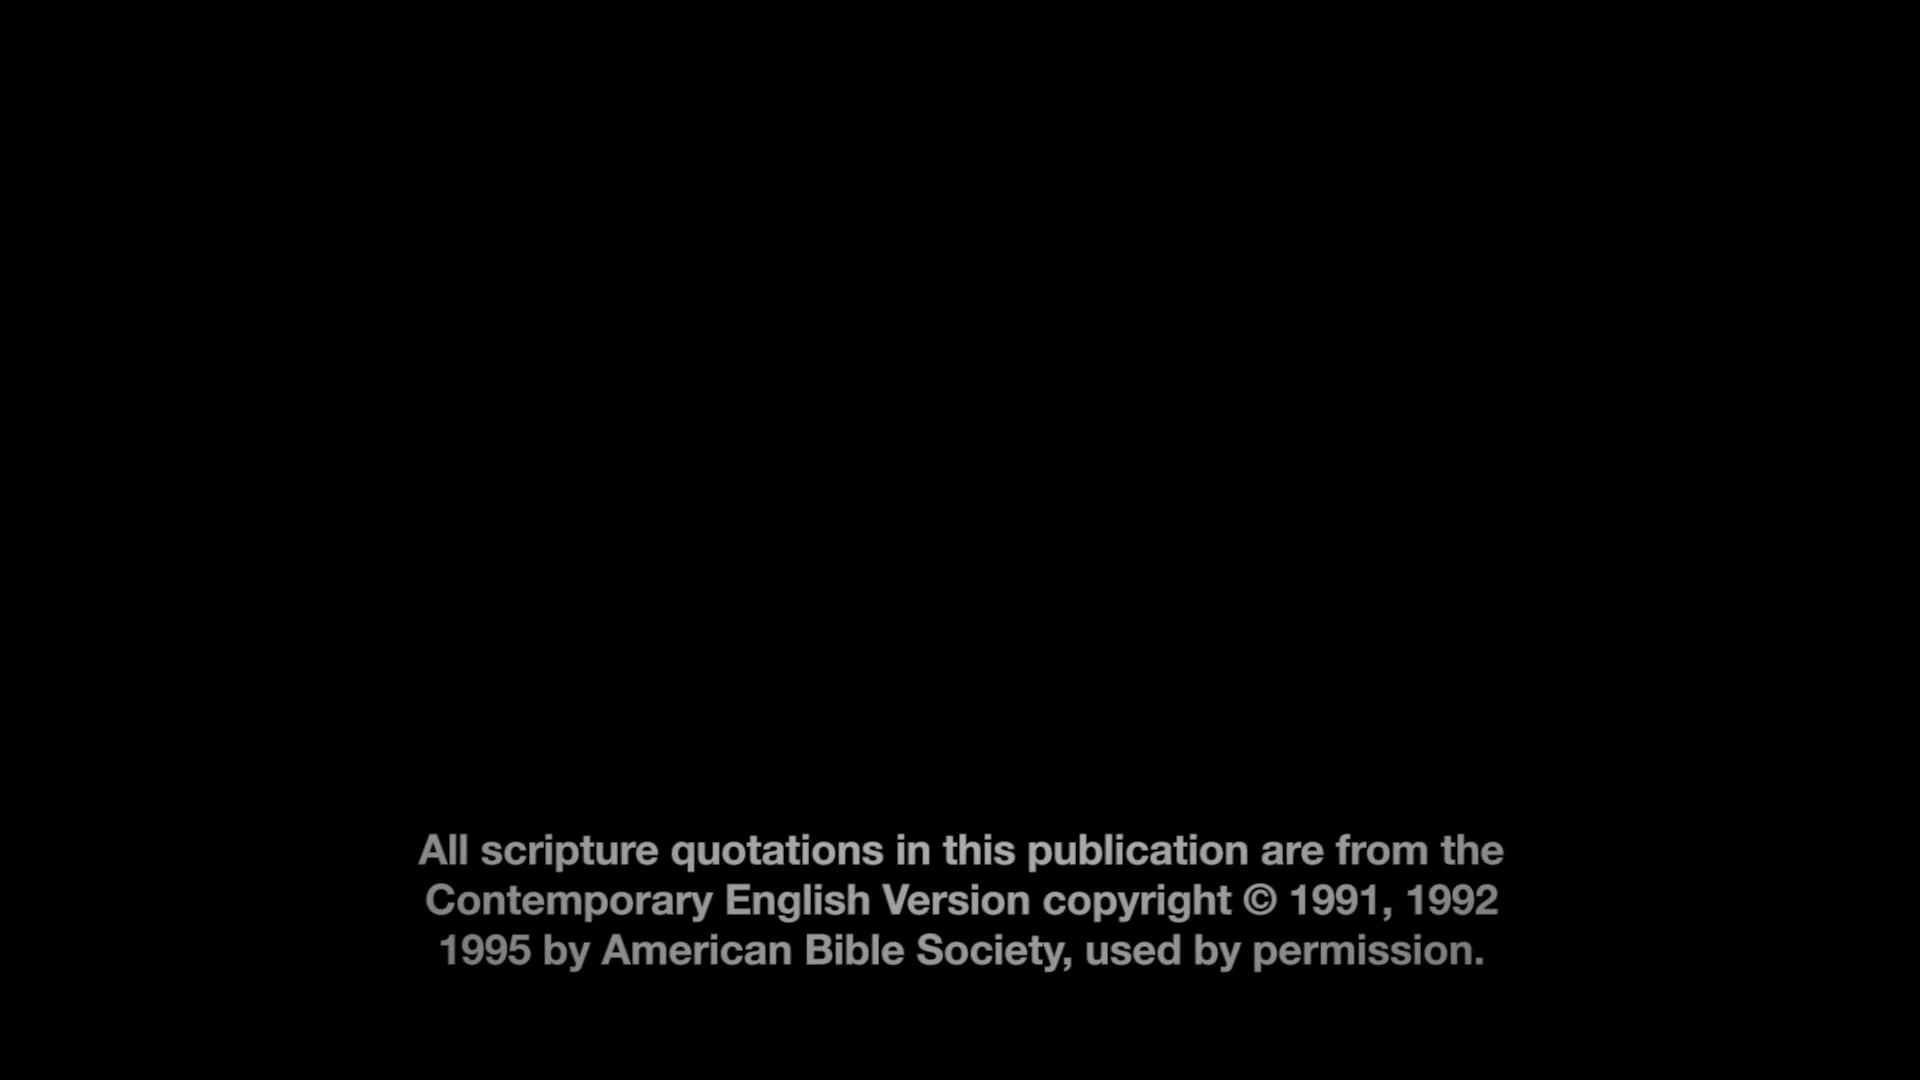 All scripture quotations in this publication are from the
Contemporary English Version copyright © 1991, 1992
1995 by American Bible Society, used by permission.